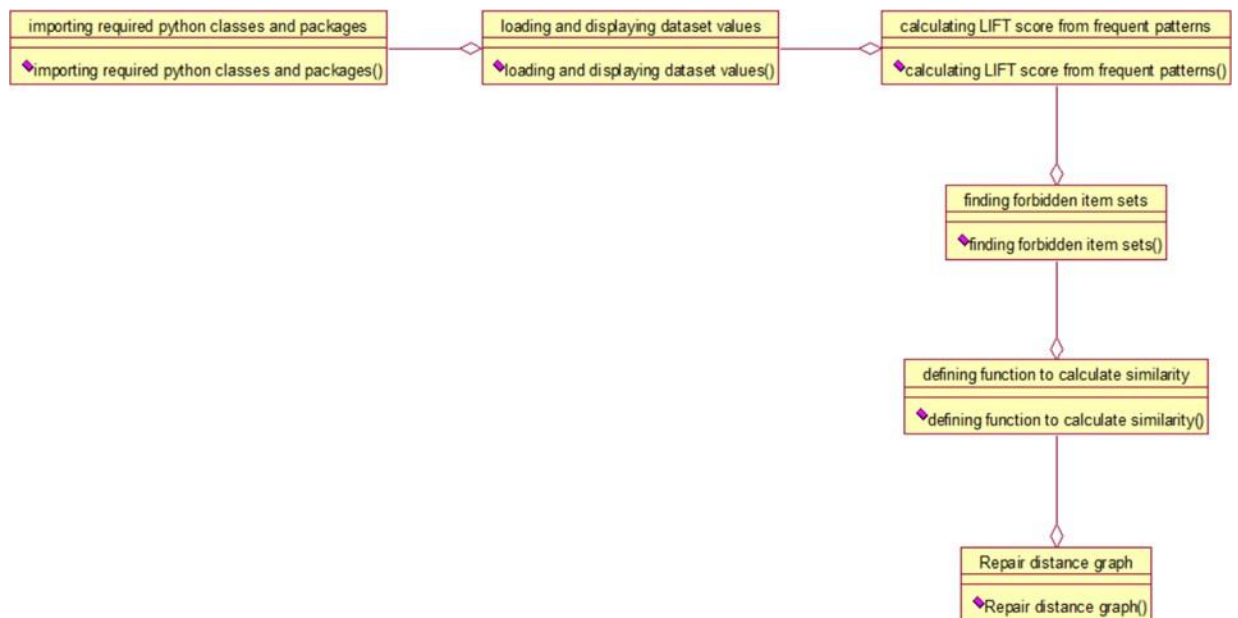 importing required python classes and packages
importing required python classes and packages()
loading and displaying dataset values
loading and displaying dataset values()
calculating LIFT score from frequent patterns
calculating LIFT score from frequent patterns()
finding forbidden item sets
finding forbidden item sets()
defining function to calculate similarity
defining function to calculate similarity()
Repair distance graph
Repair distance graph()